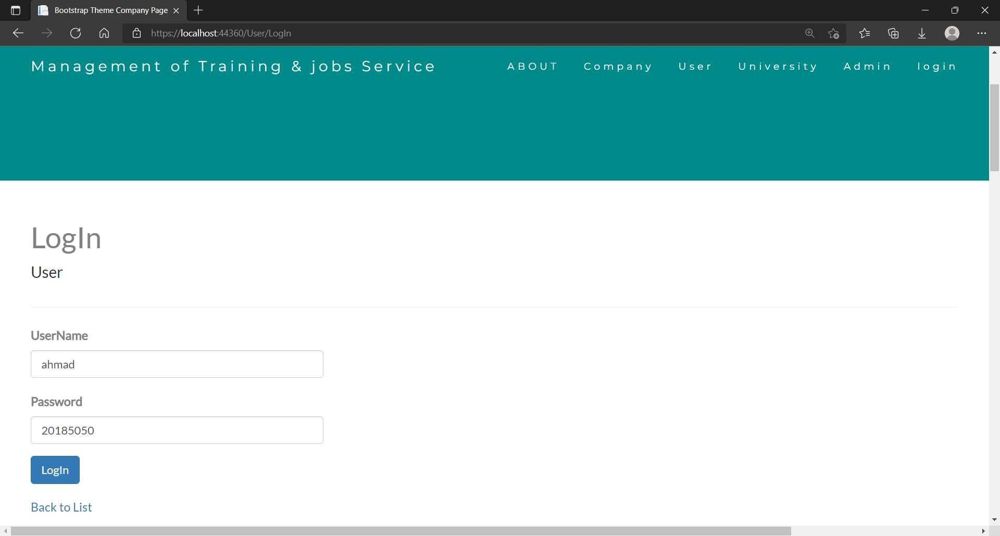 Bootstrap Theme Company Page
https://localhost:44360/User/LogIn
Management of Training & jobs Service ABOUT Company User University Admin login
LogIn
User
UserName
ahmad
Password
20185050
LogIn
Back to List